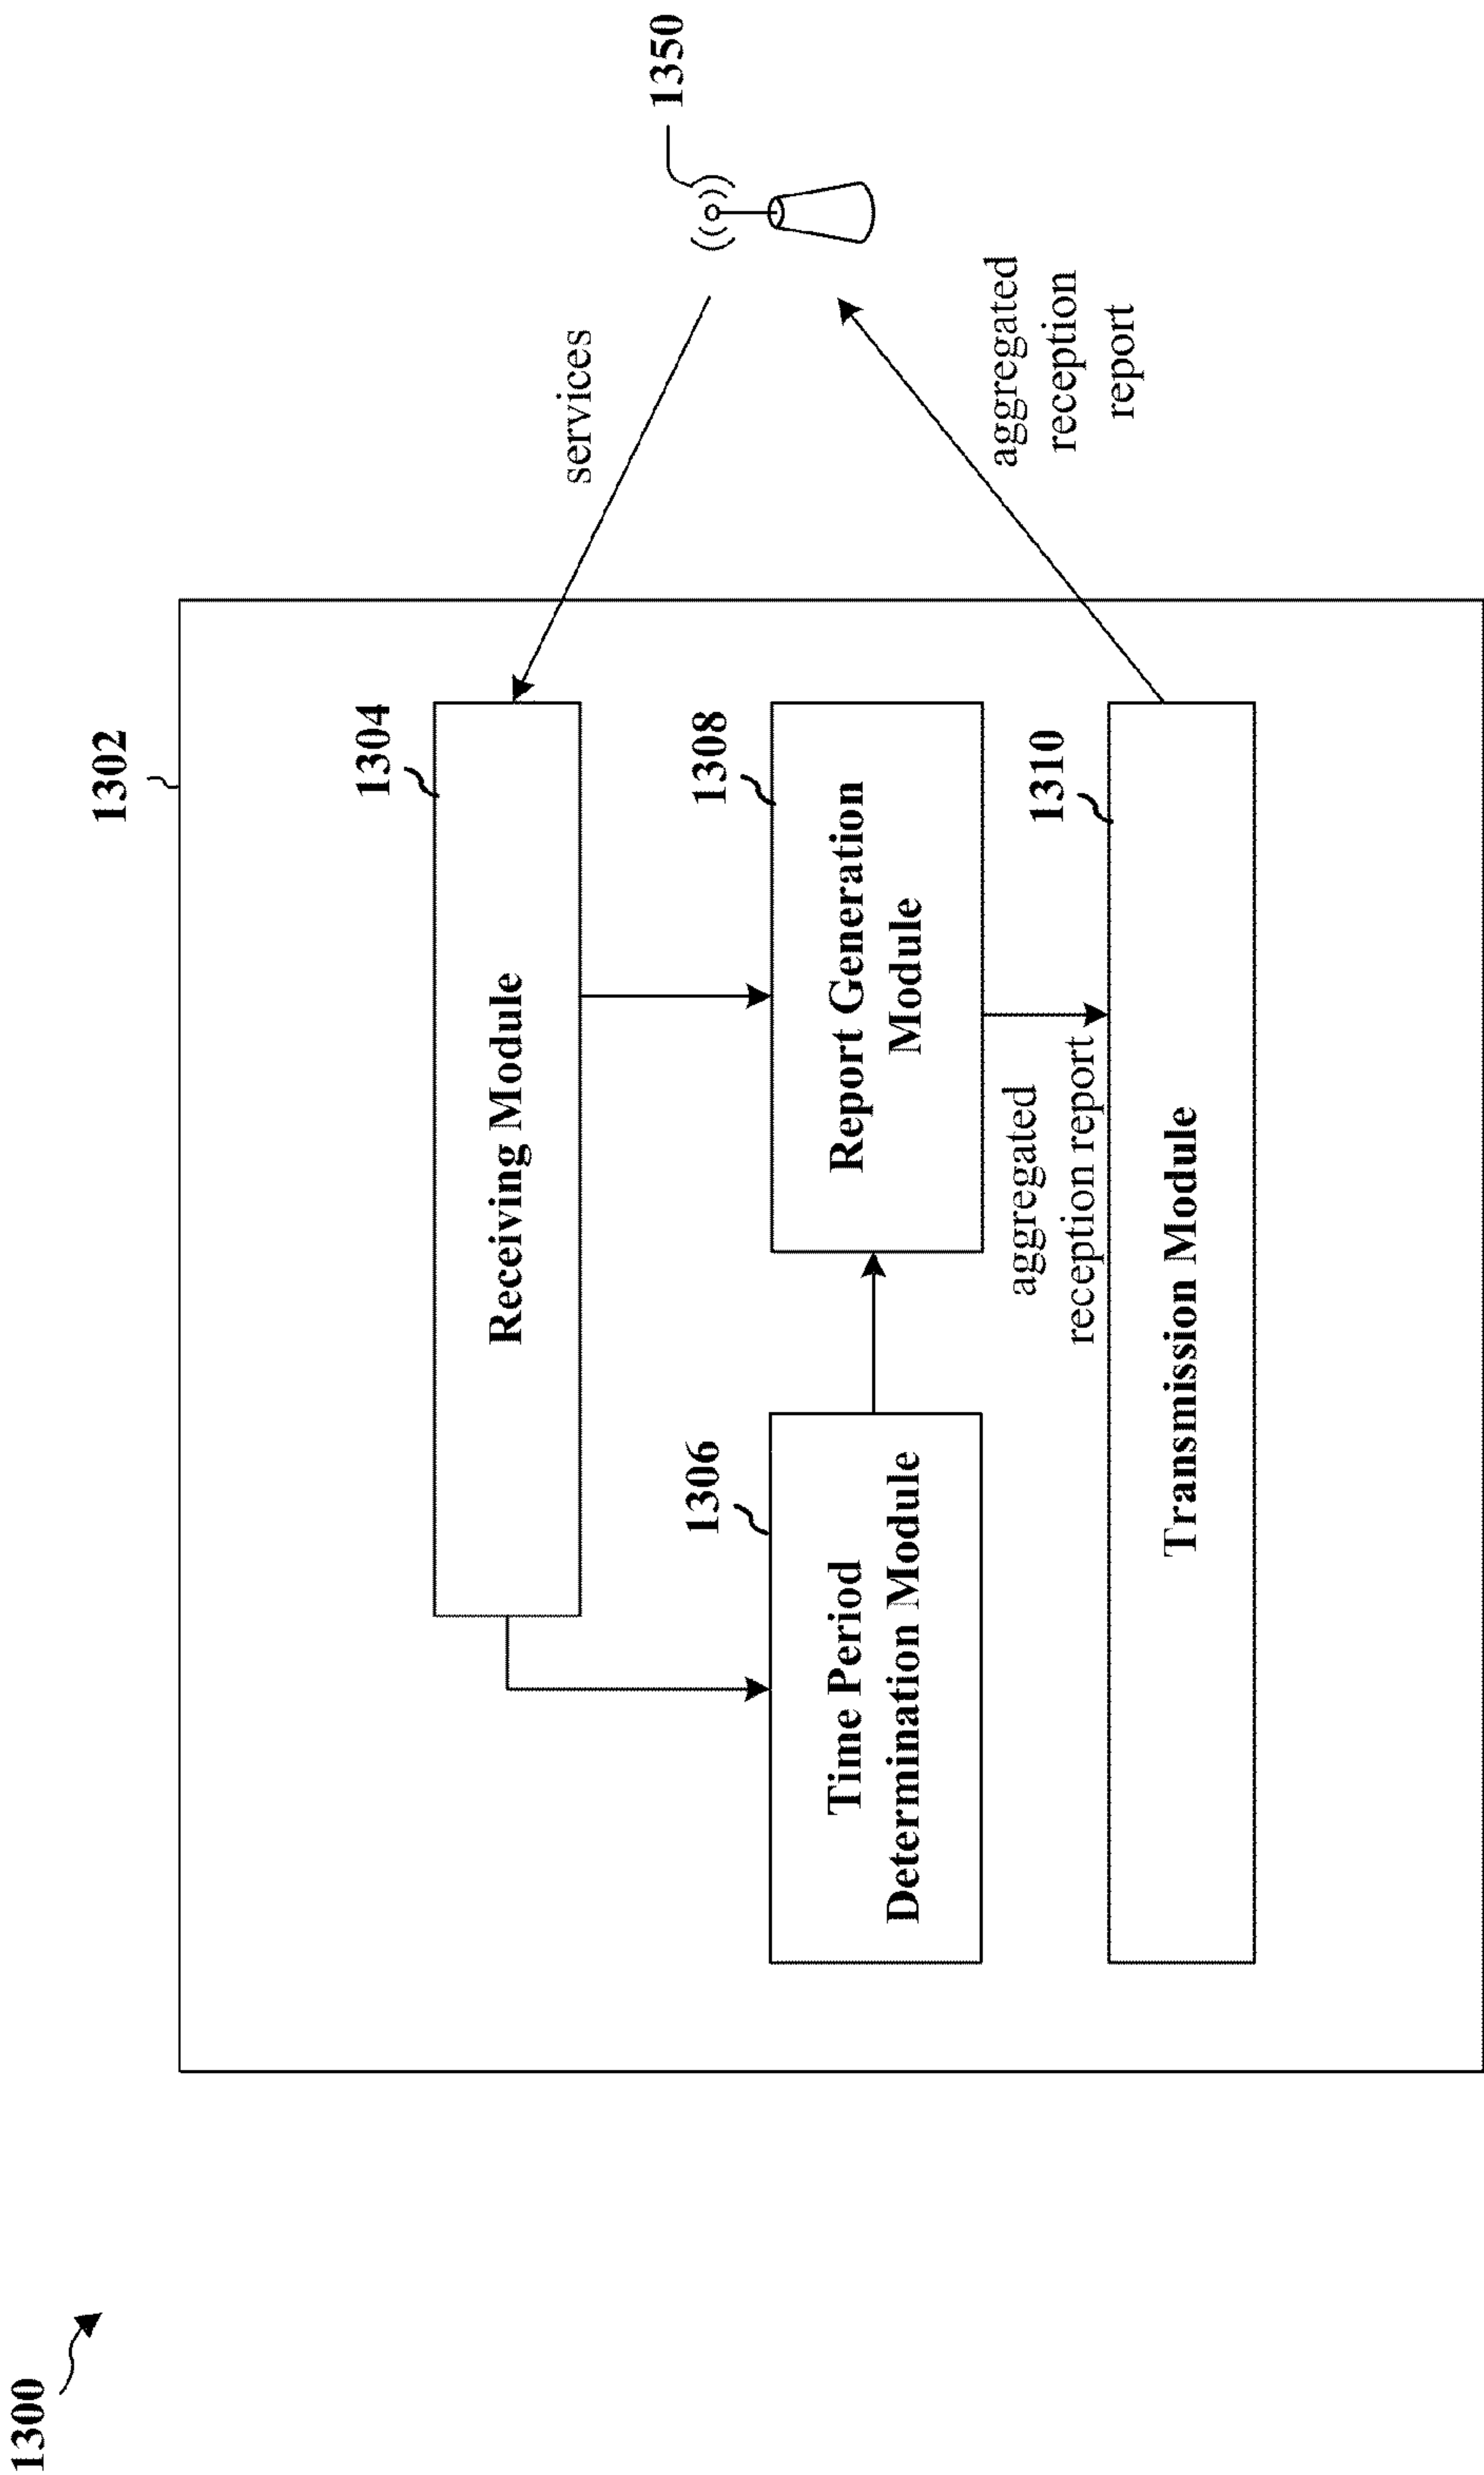 1300
1302
1304
Receiving Module
services
1350
1306
Time Period
Determination Module
1308
Report Generation
Module
aggregated
reception report
aggregated
reception
report
1310
Transmission Module